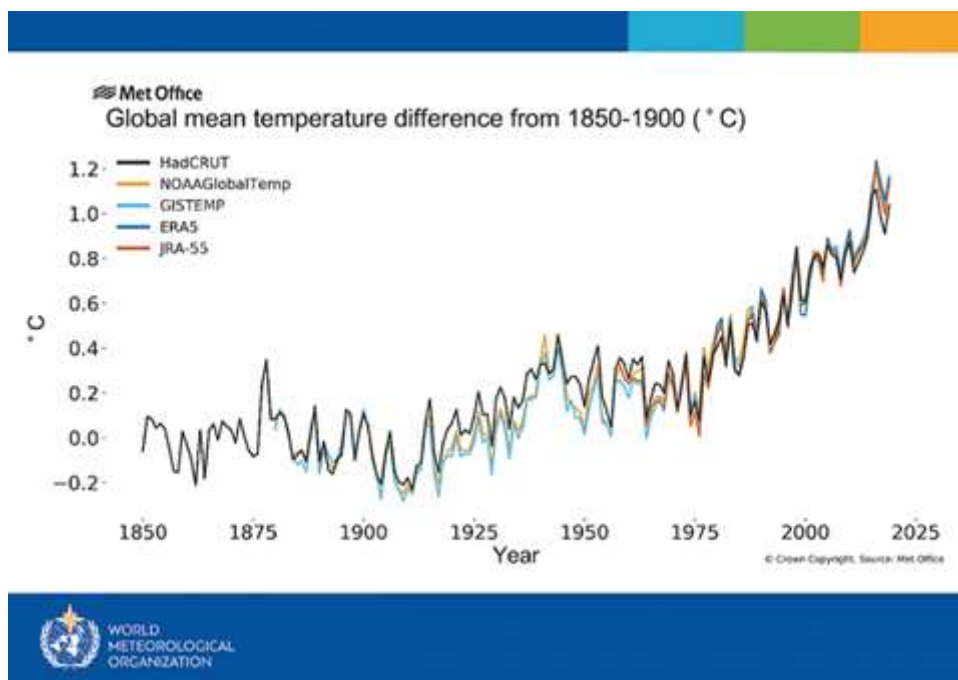 Met Office
Global mean temperature difference from 1850-1900 (°C)
HadCRUT
NOAAGlobalTemp
GISTEMP
ERA5
JRA-55
°C
1.2
1.0
0.8
0.6
0.4
0.2
0.0
−0.2
1850 1875 1900 1925 1950 1975 2000 2025
Year
© Crown Copyright. Source: Met Office
WORLD
METEOROLOGICAL
ORGANIZATION